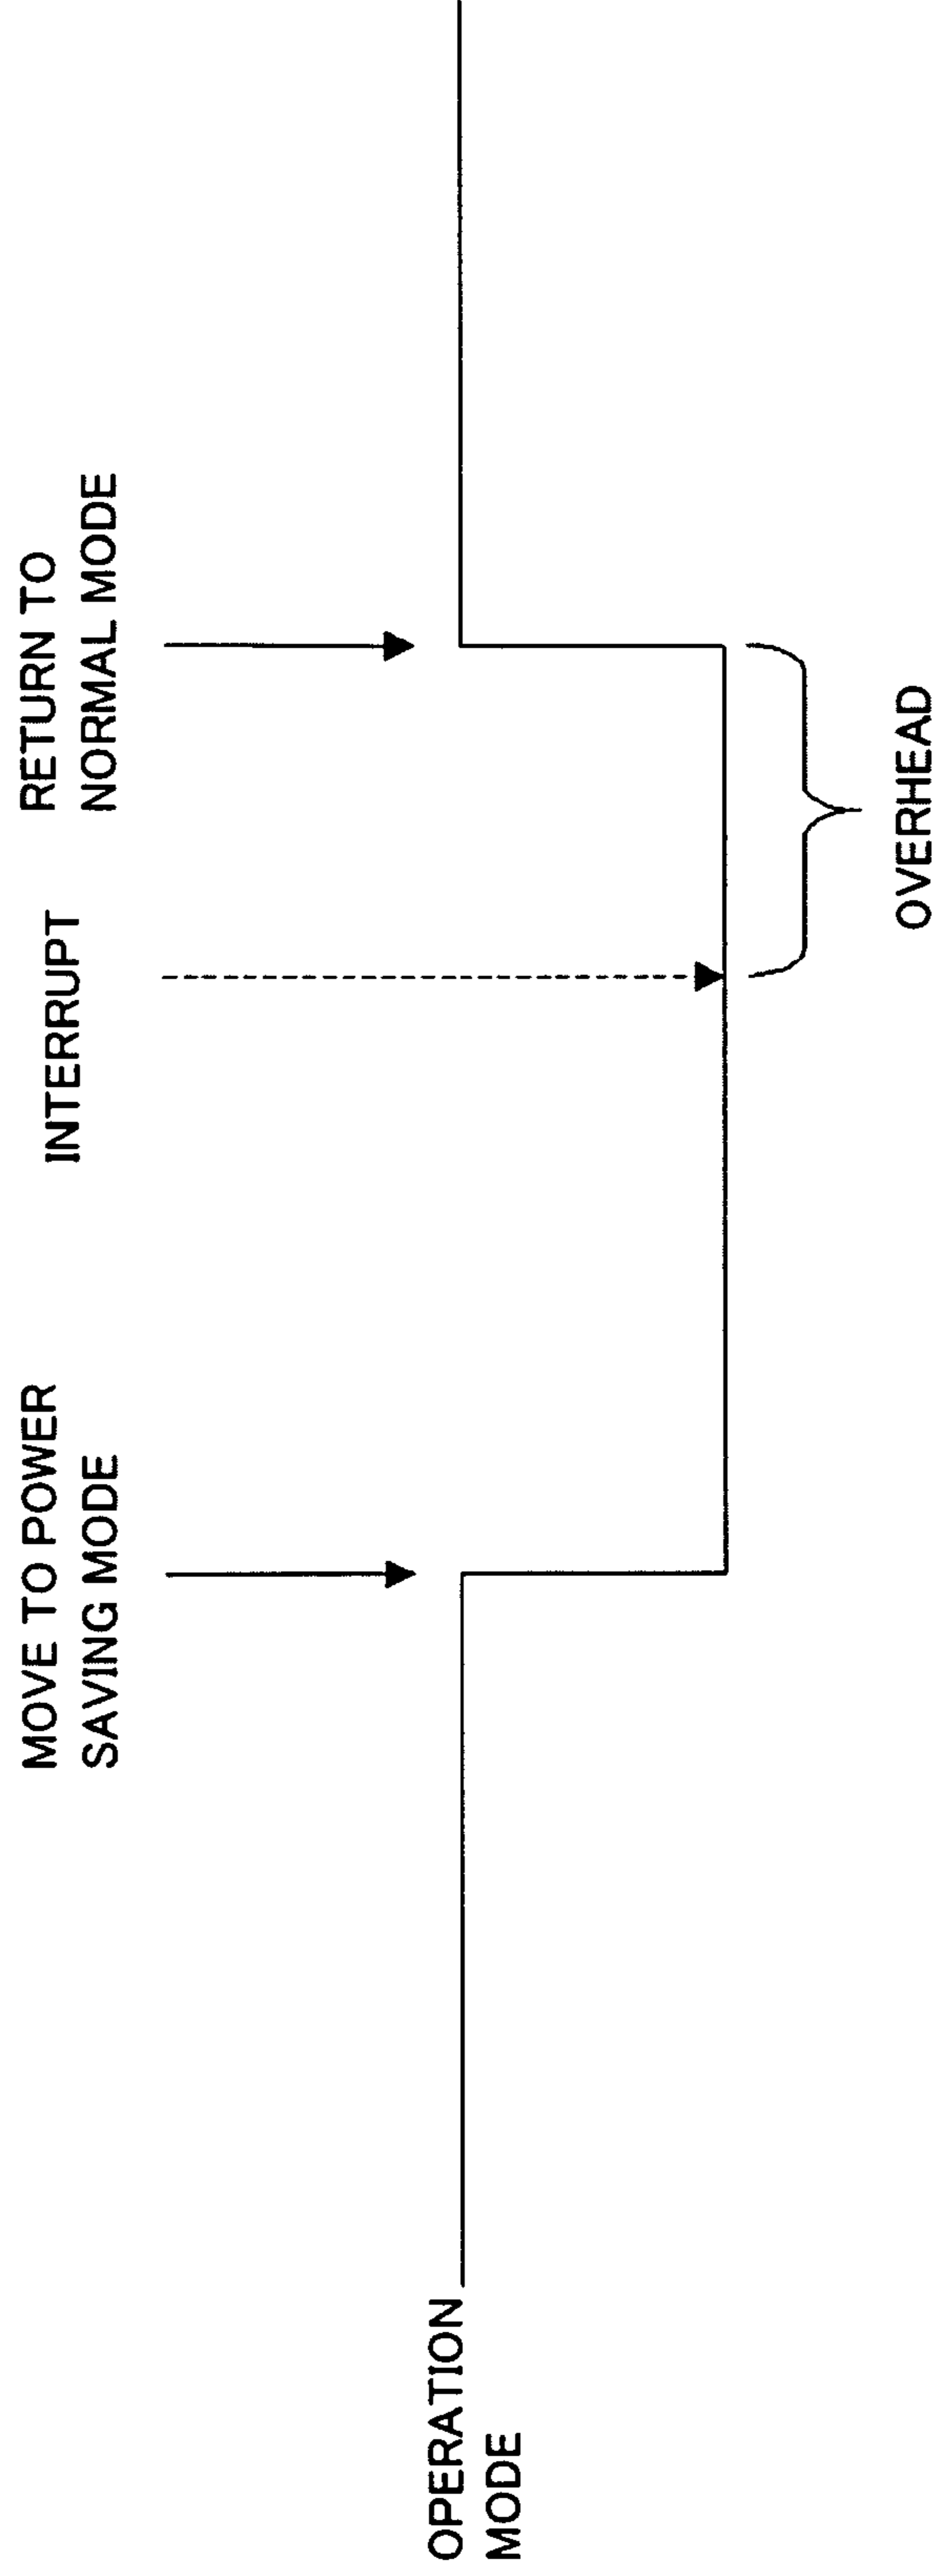 MOVE TO POWER
SAVING MODE
INTERRUPT
RETURN TO
NORMAL MODE
OPERATION
MODE
OVERHEAD